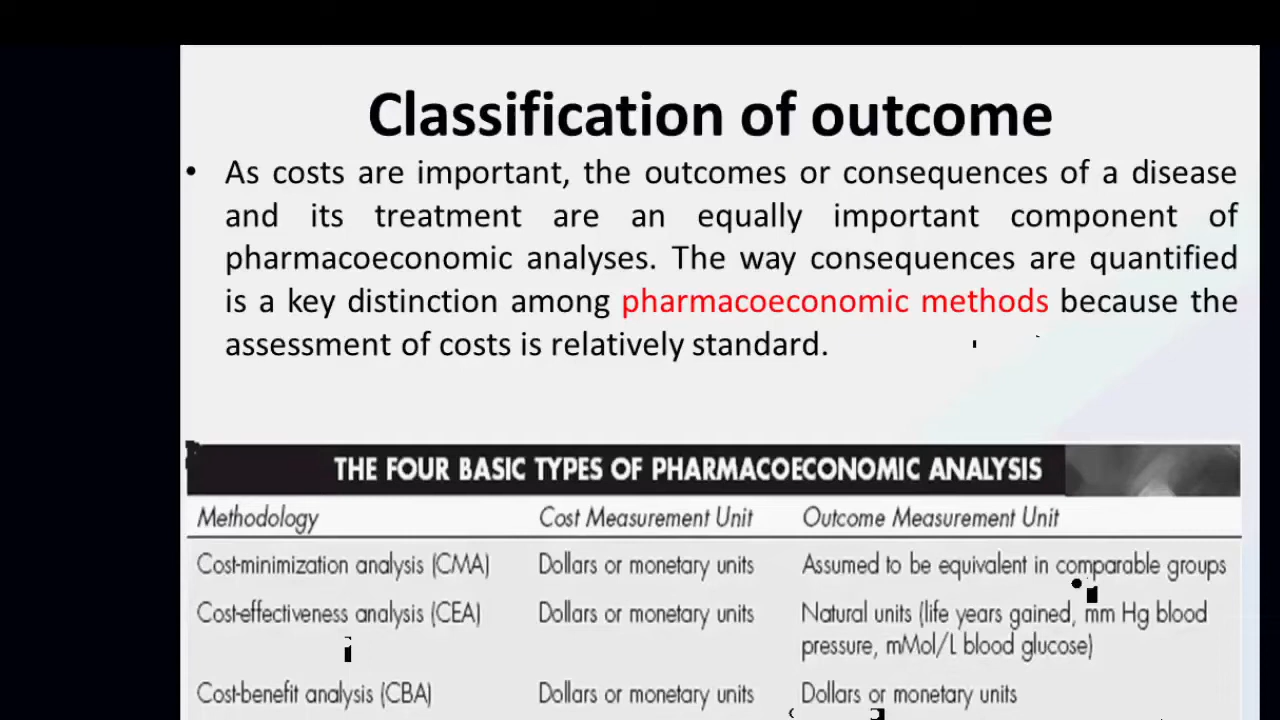 Classification of outcome
• As costs are important, the outcomes or consequences of a disease
and its treatment are an equally important component of
pharmacoeconomic analyses. The way consequences are quantified
is a key distinction among pharmacoeconomic methods because the
assessment of costs is relatively standard.
THE FOUR BASIC TYPES OF PHARMACOECONOMIC ANALYSIS
Methodology Cost Measurement Unit Outcome Measurement Unit
Cost-minimization analysis (CMA) Dollars or monetary units Assumed to be equivalent in comparable groups
Cost-effectiveness analysis (CEA) Dollars or monetary units Natural units (life years gained, mm Hg blood
pressure, mMol/L blood glucose)
Cost-benefit analysis (CBA) Dollars or monetary units Dollars or monetary units